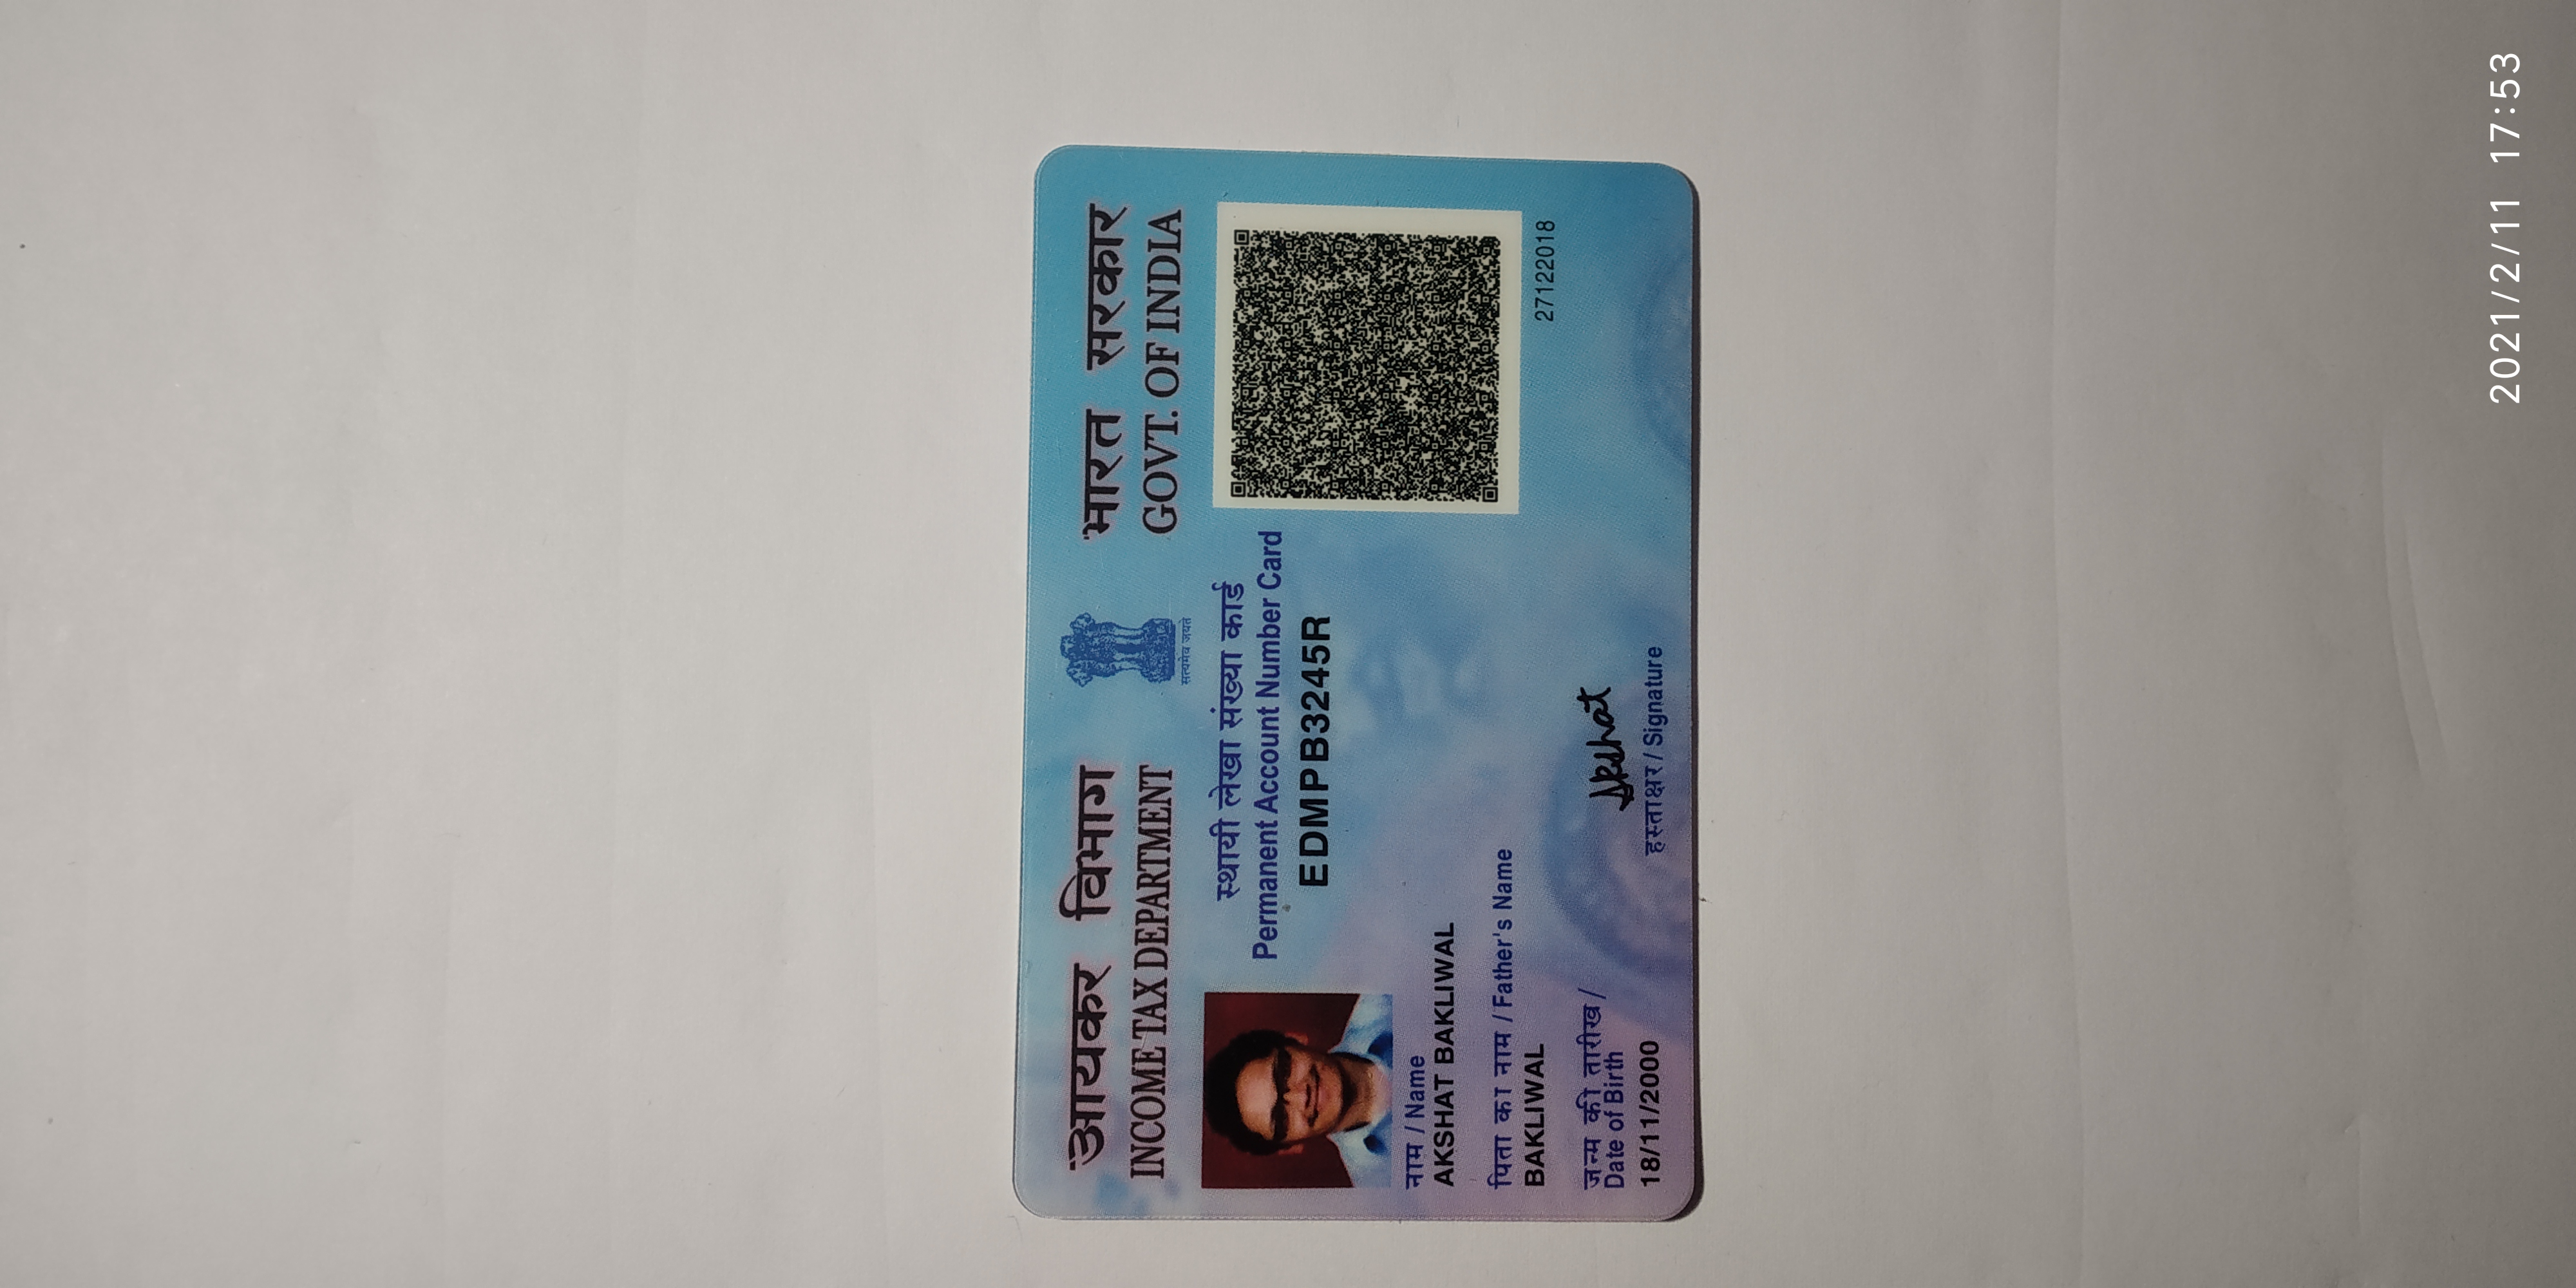 आयकर विभाग
INCOME TAX DEPARTMENT
सत्यमेव जयते
भारत सरकार
GOVT. OF INDIA
स्थायी लेखा संख्या कार्ड
Permanent Account Number Card
EDMPB3245R
नाम / Name
AKSHAT BAKLIWAL
पिता का नाम / Father's Name
BAKLIWAL
जन्म की तारीख /
Date of Birth
18/11/2000
Akshat
हस्ताक्षर / Signature
27122018
2021/2/11 17:53